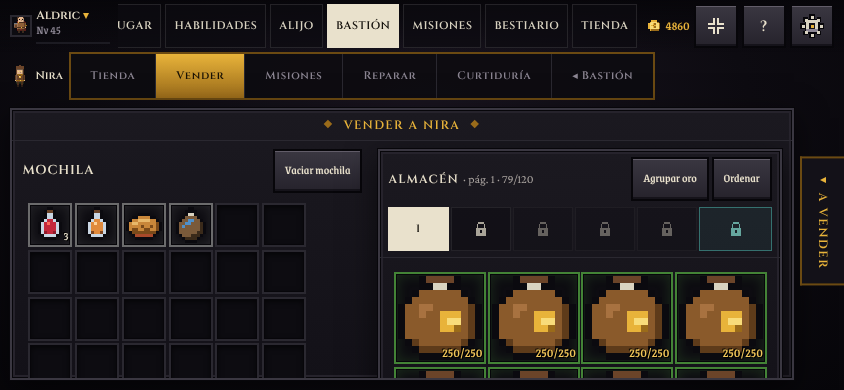 ALDRIC ▾
Nv 45
UGAR
HABILIDADES
ALIJO
BASTIÓN
MISIONES
BESTIARIO
TIENDA
4860
?
NIRA
TIENDA
VENDER
MISIONES
REPARAR
CURTIDURÍA
◂ BASTIÓN
VENDER A NIRA
MOCHILA
Vaciar mochila
3
ALMACÉN · pág. 1 · 79/120
Agrupar oro
Ordenar
1
250/250
250/250
250/250
250/250
◂ A VENDER